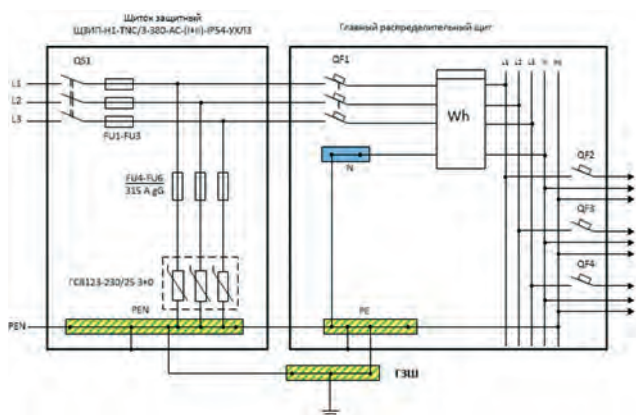 Щиток защитный
ЩЗИП-Н1-TNC/3-380-AC-(I+II)-IP54-УХЛ3
Главный распределительный щит
QS1
QF1
L1
L2
L3
N
PE
L1
L2
L3
Wh
FU1-FU3
N
QF2
FU4-FU6
315 A gG
QF3
QF4
ГС8123-230/25 3+0
PEN
PE
PEN
ГЗШ